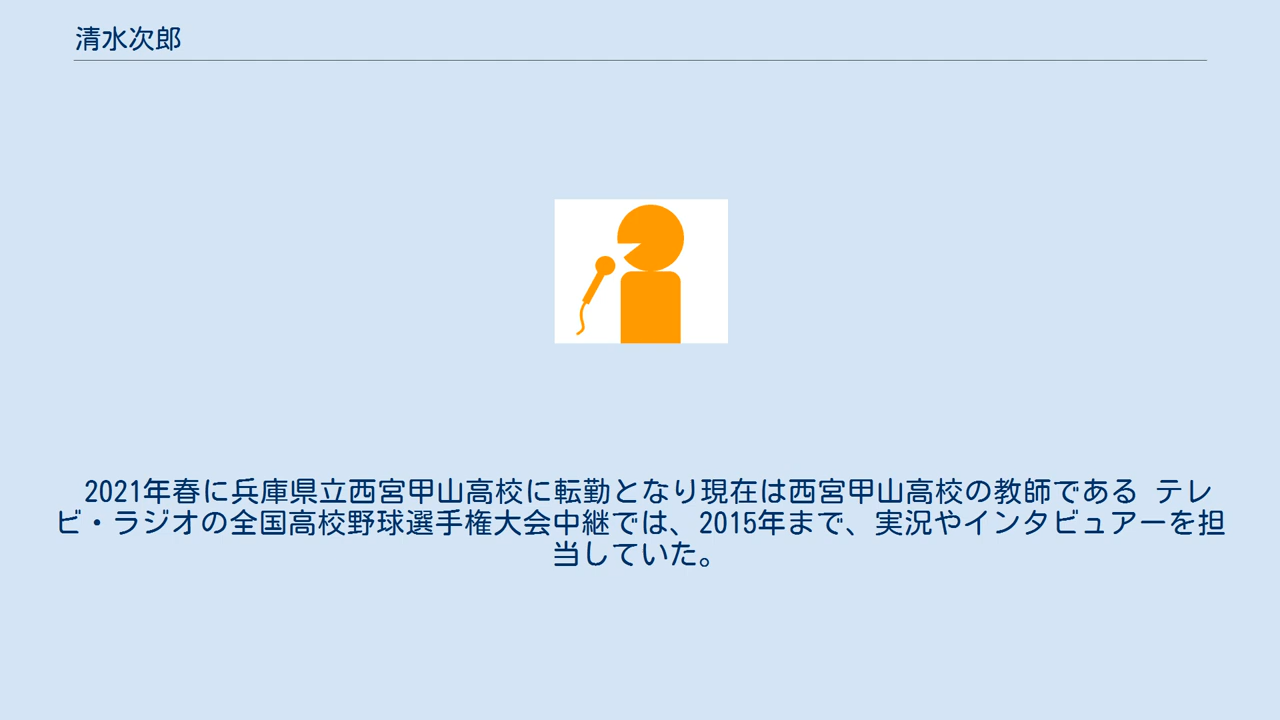 清水次郎
2021年春に兵庫県立西宮甲山高校に転勤となり現在は西宮甲山高校の教師である テレ
ビ・ラジオの全国高校野球選手権大会中継では、2015年まで、実況やインタビュアーを担
当していた。